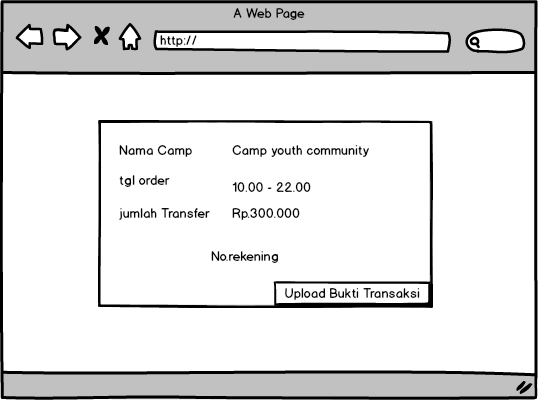 A Web Page
http://
Nama Camp Camp youth community
tgl order 10.00 - 22.00
jumlah Transfer Rp.300.000
No.rekening
Upload Bukti Transaksi